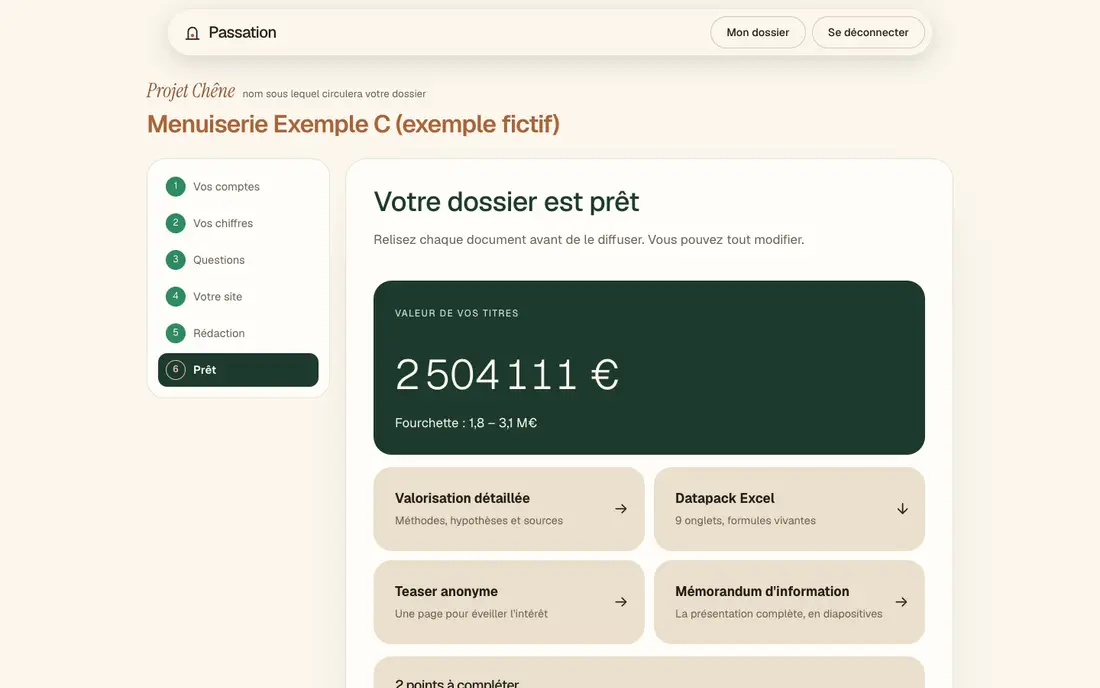 Passation
Mon dossier
Se déconnecter
Projet Chêne nom sous lequel circulera votre dossier
Menuiserie Exemple C (exemple fictif)
1 Vos comptes
2 Vos chiffres
3 Questions
4 Votre site
5 Rédaction
6 Prêt
Votre dossier est prêt
Relisez chaque document avant de le diffuser. Vous pouvez tout modifier.
VALEUR DE VOS TITRES
2 504 111 €
Fourchette : 1,8 – 3,1 M€
Valorisation détaillée
Méthodes, hypothèses et sources
Datapack Excel
9 onglets, formules vivantes
Teaser anonyme
Une page pour éveiller l'intérêt
Mémorandum d'information
La présentation complète, en diapositives
2 points à compléter